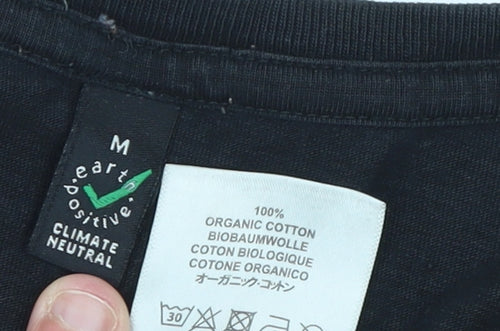 M
earth
positive
CLIMATE
NEUTRAL
100%
ORGANIC COTTON
BIOBAUMWOLLE
COTON BIOLOGIQUE
COTONE ORGANICO
オーガニック・コットン
30